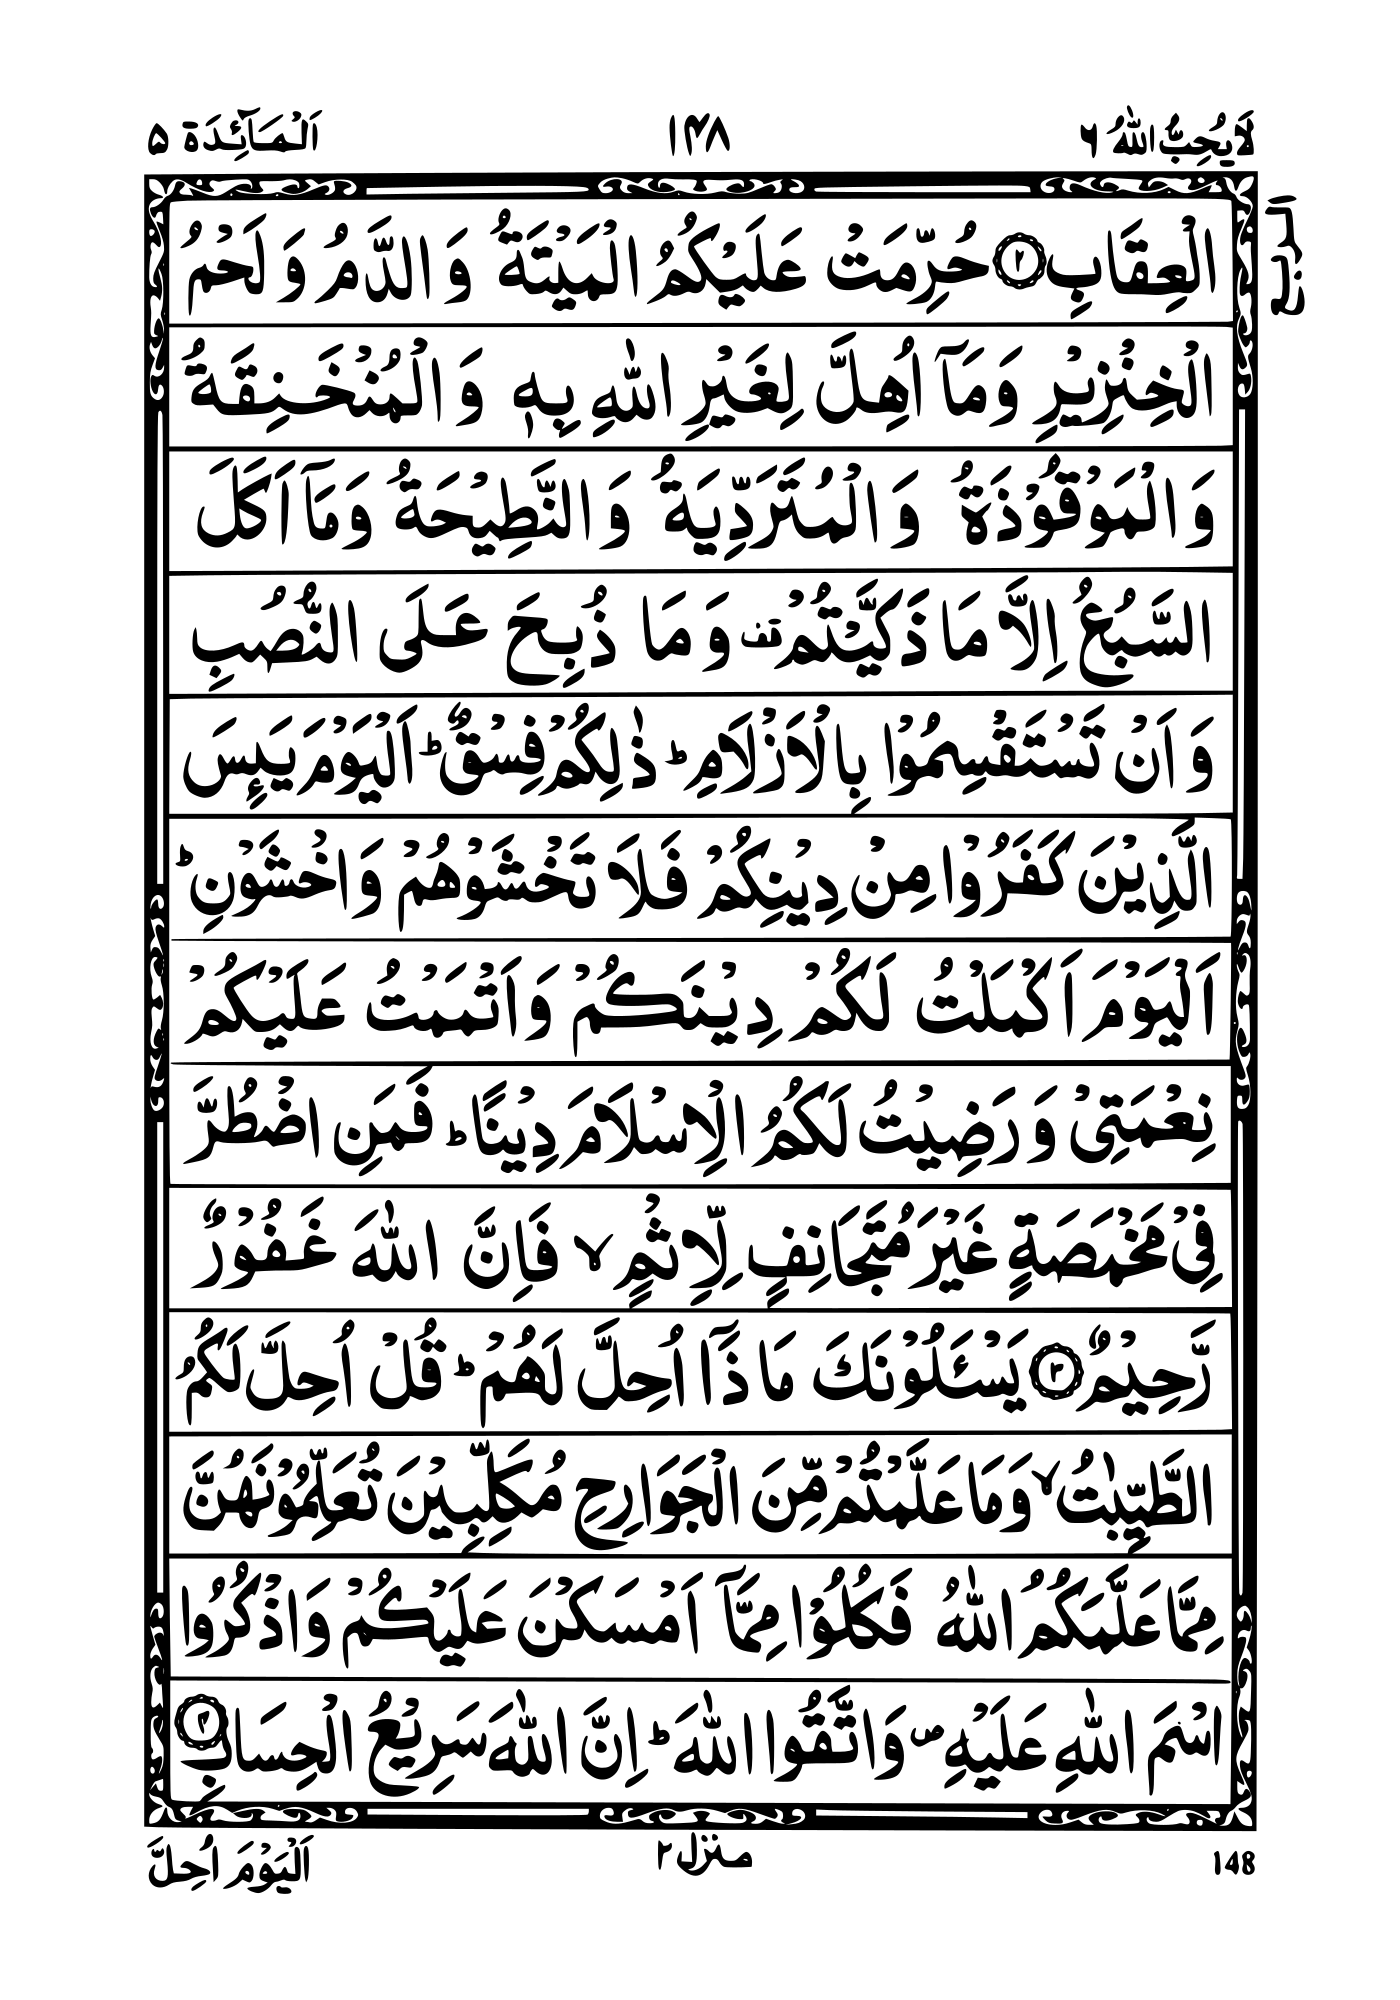 لَا يُحِبُّ اللّٰهُ ٦
١٤٨
اَلْمَآئِدَة ٥
الْعِقَابِ ۝٢ حُرِّمَتْ عَلَيْكُمُ الْمَيْتَةُ وَالدَّمُ وَلَحْمُ
الْخِنْزِيْرِ وَمَآ اُهِلَّ لِغَيْرِ اللّٰهِ بِهٖ وَالْمُنْخَنِقَةُ
وَالْمَوْقُوْذَةُ وَالْمُتَرَدِّيَةُ وَالنَّطِيْحَةُ وَمَآ اَكَلَ
السَّبُعُ اِلَّا مَا ذَكَّيْتُمْ قف وَمَا ذُبِحَ عَلَى النُّصُبِ
وَاَنْ تَسْتَقْسِمُوْا بِالْاَزْلَامِ ؕ ذٰلِكُمْ فِسْقٌ ؕ اَلْيَوْمَ يَىِٕسَ
الَّذِيْنَ كَفَرُوْا مِنْ دِيْنِكُمْ فَلَا تَخْشَوْهُمْ وَاخْشَوْنِ ؕ
اَلْيَوْمَ اَكْمَلْتُ لَكُمْ دِيْنَكُمْ وَاَتْمَمْتُ عَلَيْكُمْ
نِعْمَتِيْ وَرَضِيْتُ لَكُمُ الْاِسْلَامَ دِيْنًا ؕ فَمَنِ اضْطُرَّ
فِيْ مَخْمَصَةٍ غَيْرَ مُتَجَانِفٍ لِّاِثْمٍ ۙ فَاِنَّ اللّٰهَ غَفُوْرٌ
رَّحِيْمٌ ۝٣ يَسْـَٔلُوْنَكَ مَا ذَآ اُحِلَّ لَهُمْ ؕ قُلْ اُحِلَّ لَكُمُ
الطَّيِّبٰتُ ۙ وَمَا عَلَّمْتُمْ مِّنَ الْجَوَارِحِ مُكَلِّبِيْنَ تُعَلِّمُوْنَهُنَّ
مِمَّا عَلَّمَكُمُ اللّٰهُ فَكُلُوْا مِمَّآ اَمْسَكْنَ عَلَيْكُمْ وَاذْكُرُوا
اسْمَ اللّٰهِ عَلَيْهِ ۪ وَاتَّقُوا اللّٰهَ ؕ اِنَّ اللّٰهَ سَرِيْعُ الْحِسَابِ ۝٤
148
منزل ٢
اَلْيَوْمَ اُحِلَّ